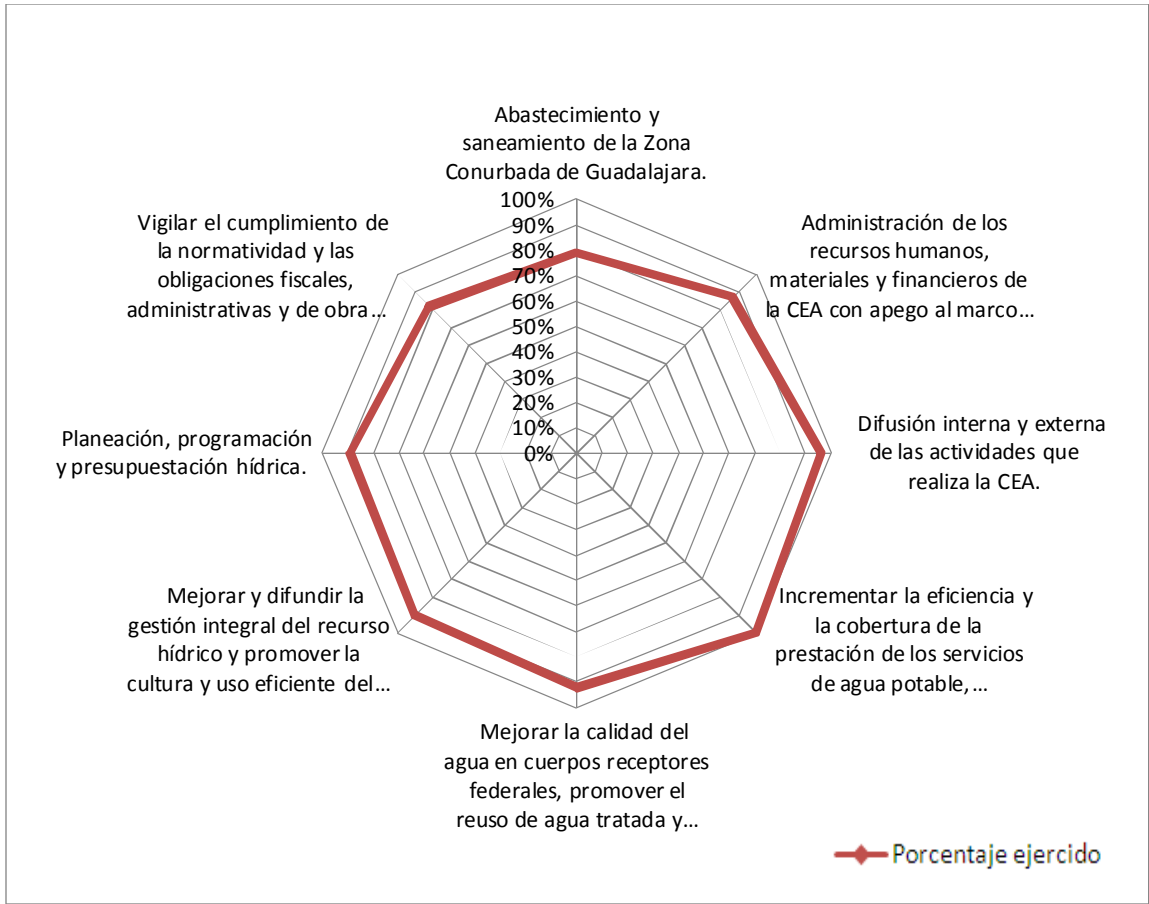 Abastecimiento y
saneamiento de la Zona
Conurbada de Guadalajara.
100%
90%
80%
70%
60%
50%
40%
30%
20%
10%
0%
Administración de los
recursos humanos,
materiales y financieros de
la CEA con apego al marco...
Difusión interna y externa
de las actividades que
realiza la CEA.
Incrementar la eficiencia y
la cobertura de la
prestación de los servicios
de agua potable, ...
Mejorar la calidad del
agua en cuerpos receptores
federales, promover el
reuso de agua tratada y...
Mejorar y difundir la
gestión integral del recurso
hídrico y promover la
cultura y uso eficiente del...
Planeación, programación
y presupuestación hídrica.
Vigilar el cumplimiento de
la normatividad y las
obligaciones fiscales,
administrativas y de obra...
Porcentaje ejercido